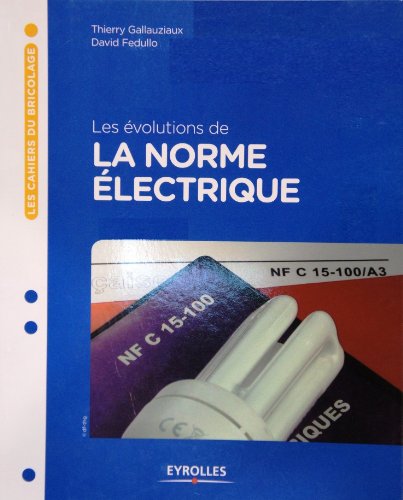 Thierry Gallauziaux
David Fedullo
LES CAHIERS DU BRICOLAGE
Les évolutions de
LA NORME
ÉLECTRIQUE
NF C 15-100/A3
NF C 15-100
CE
IQUES
EYROLLES